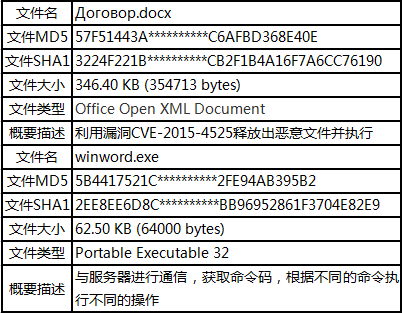 文件名 Договор.docx
文件MD5 57F51443A**********C6AFBD368E40E
文件SHA1 3224F221B**********CB2F1B4A16F7A6CC76190
文件大小 346.40 KB (354713 bytes)
文件类型 Office Open XML Document
概要描述 利用漏洞CVE-2015-4525释放出恶意文件并执行
文件名 winword.exe
文件MD5 5B4417521C**********2FE94AB395B2
文件SHA1 2EE8EE6D8C**********BB96952861F3704E82E9
文件大小 62.50 KB (64000 bytes)
文件类型 Portable Executable 32
概要描述 与服务器进行通信，获取命令码，根据不同的命令执
行不同的操作